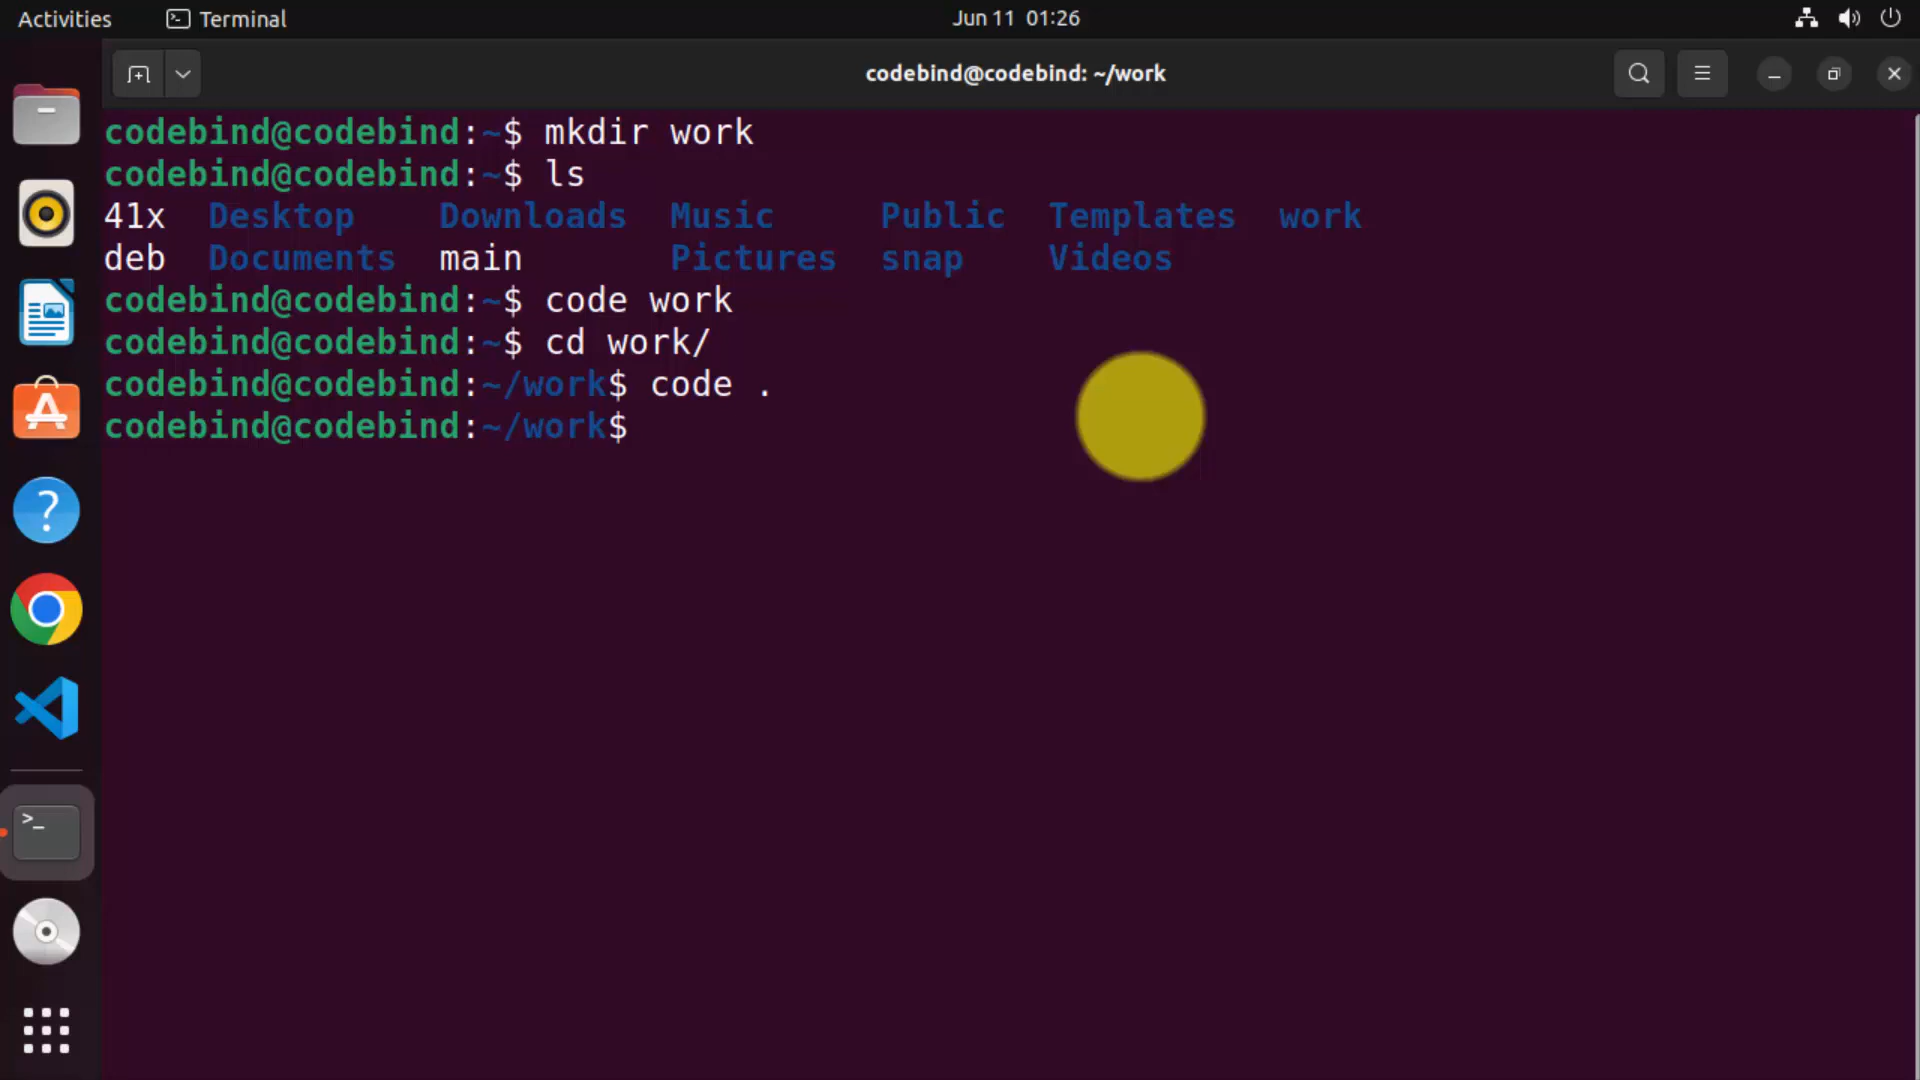 Activities Terminal Jun 11 01:26
codebind@codebind: ~/work
codebind@codebind:~$ mkdir work
codebind@codebind:~$ ls
41x Desktop Downloads Music Public Templates work
deb Documents main Pictures snap Videos
codebind@codebind:~$ code work
codebind@codebind:~$ cd work/
codebind@codebind:~/work$ code .
codebind@codebind:~/work$